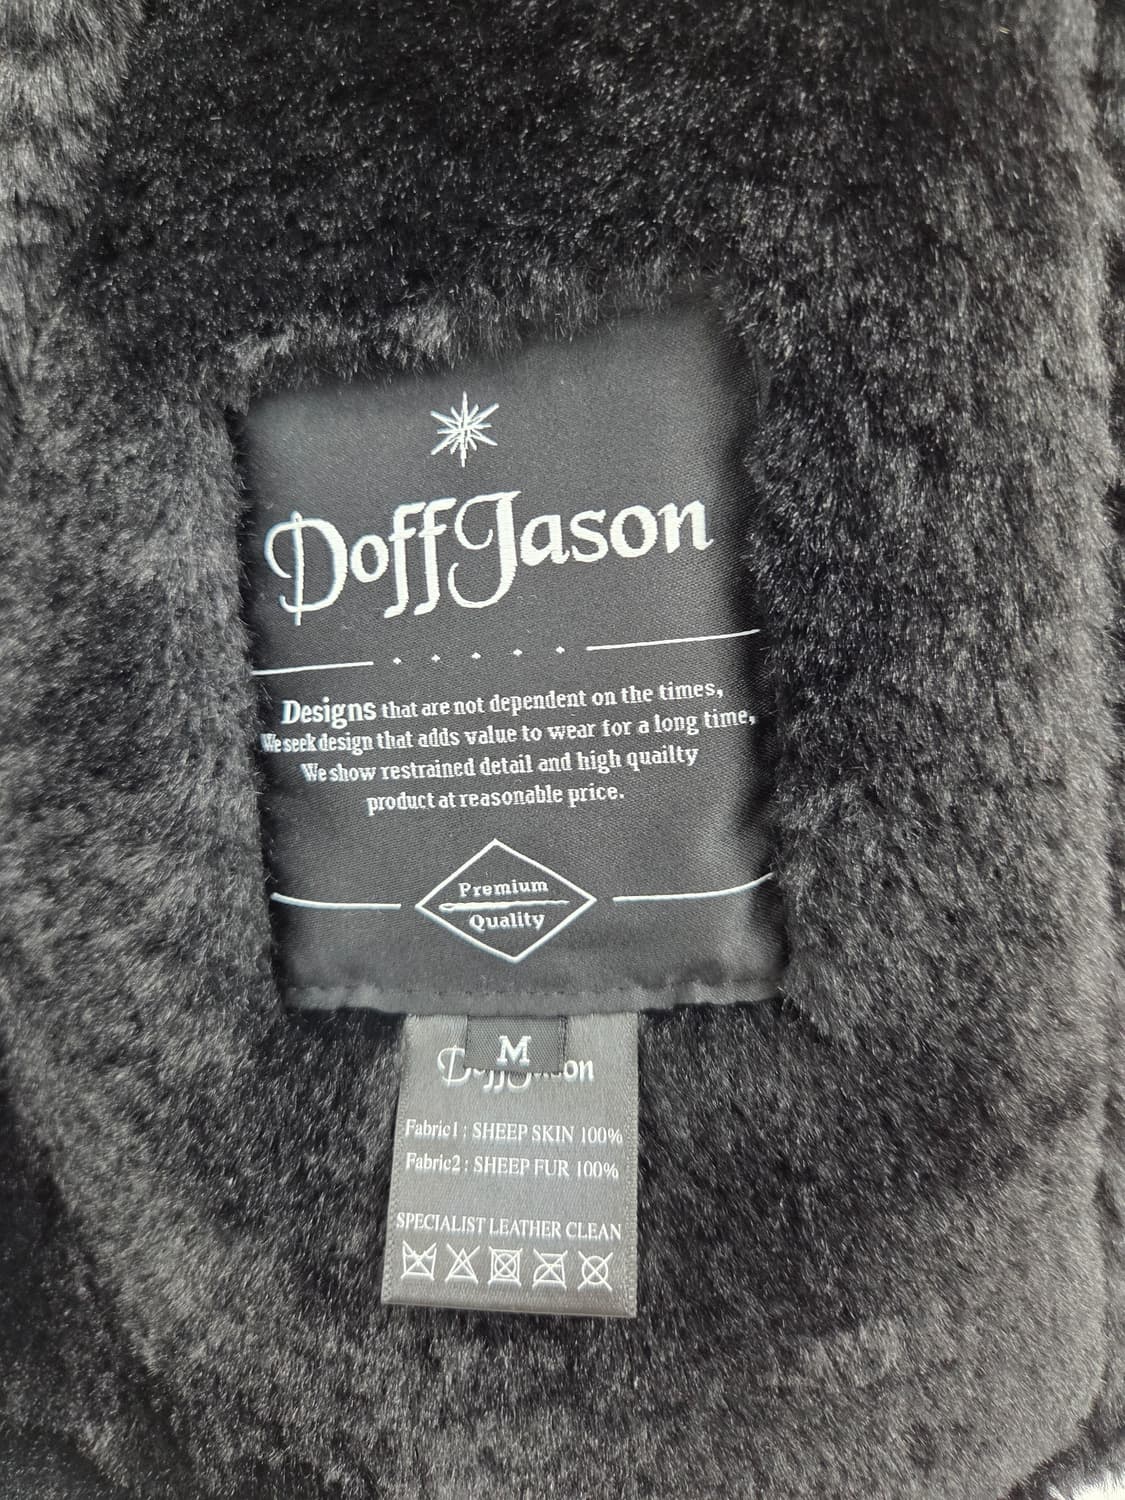 DoffJason
Designs that are not dependent on the times,
We seek design that adds value to wear for a long time,
We show restrained detail and high quailty
product at reasonable price.
Premium
Quality
M
Fabric1 : SHEEP SKIN 100%
Fabric2 : SHEEP FUR 100%
SPECIALIST LEATHER CLEAN